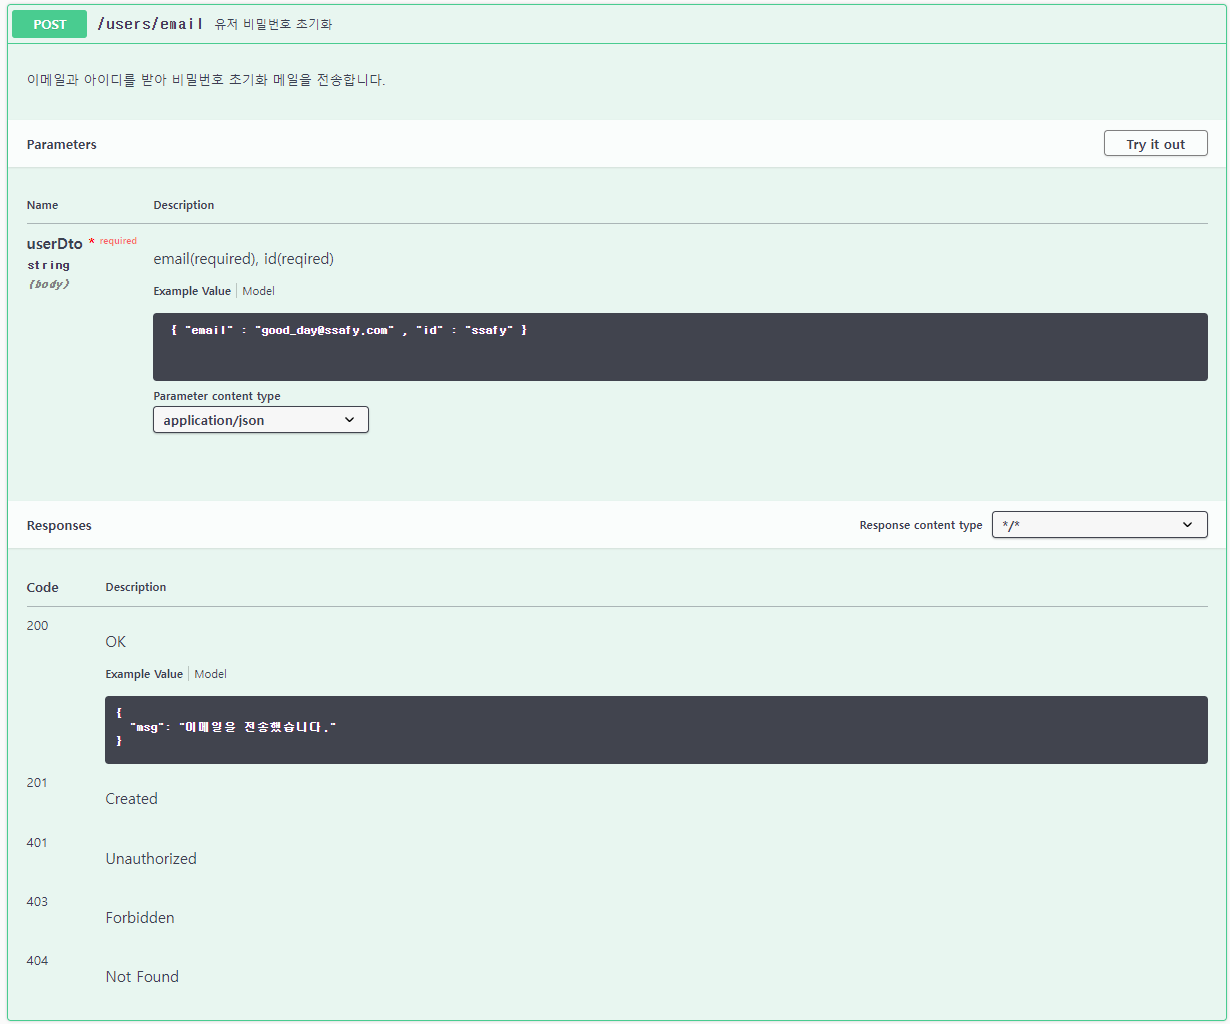 POST /users/email 유저 비밀번호 초기화
이메일과 아이디를 받아 비밀번호 초기화 메일을 전송합니다.
Parameters Try it out
Name Description
userDto * required
string
(body)
email(required), id(reqired)
Example Value Model
{ "email" : "good_day@ssafy.com" , "id" : "ssafy" }
Parameter content type
application/json
Responses Response content type */*
Code Description
200
OK
Example Value Model
{
"msg": "이메일을 전송했습니다."
}
201
Created
401
Unauthorized
403
Forbidden
404
Not Found